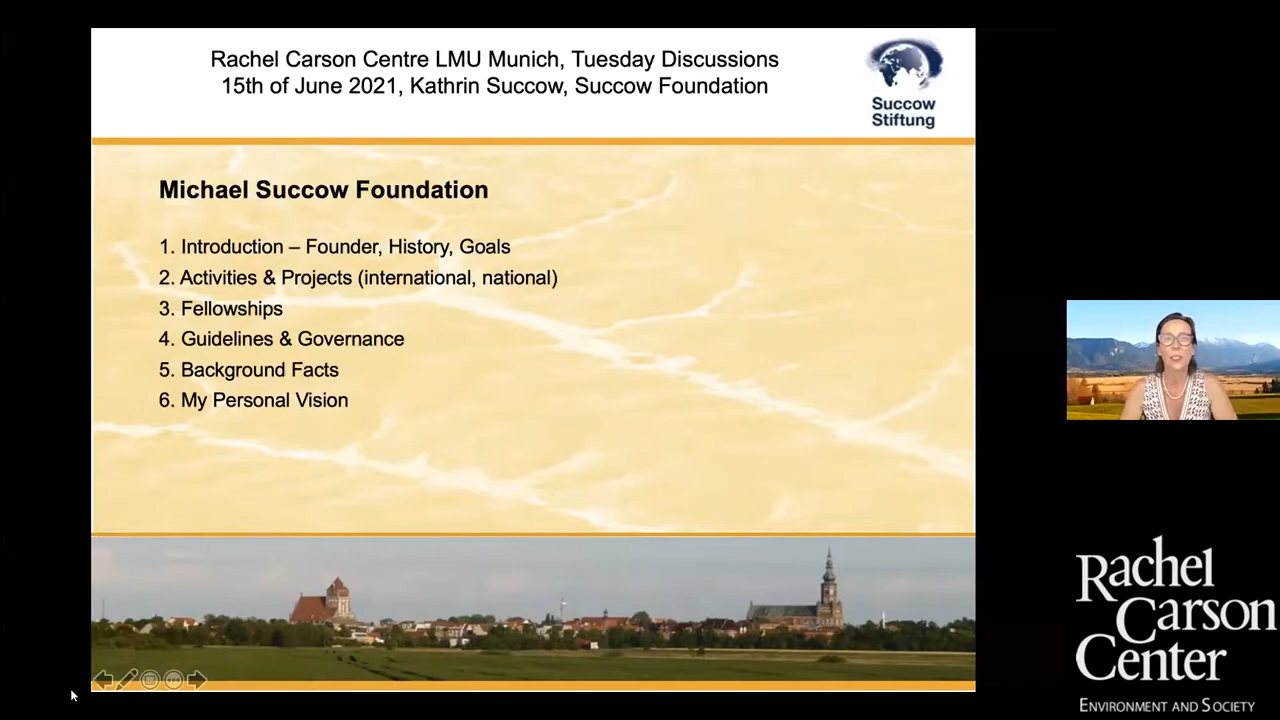 Rachel Carson Centre LMU Munich, Tuesday Discussions
15th of June 2021, Kathrin Succow, Succow Foundation
Succow
Stiftung
Michael Succow Foundation
1. Introduction – Founder, History, Goals
2. Activities & Projects (international, national)
3. Fellowships
4. Guidelines & Governance
5. Background Facts
6. My Personal Vision
Rachel
Carson
Center
ENVIRONMENT AND SOCIETY